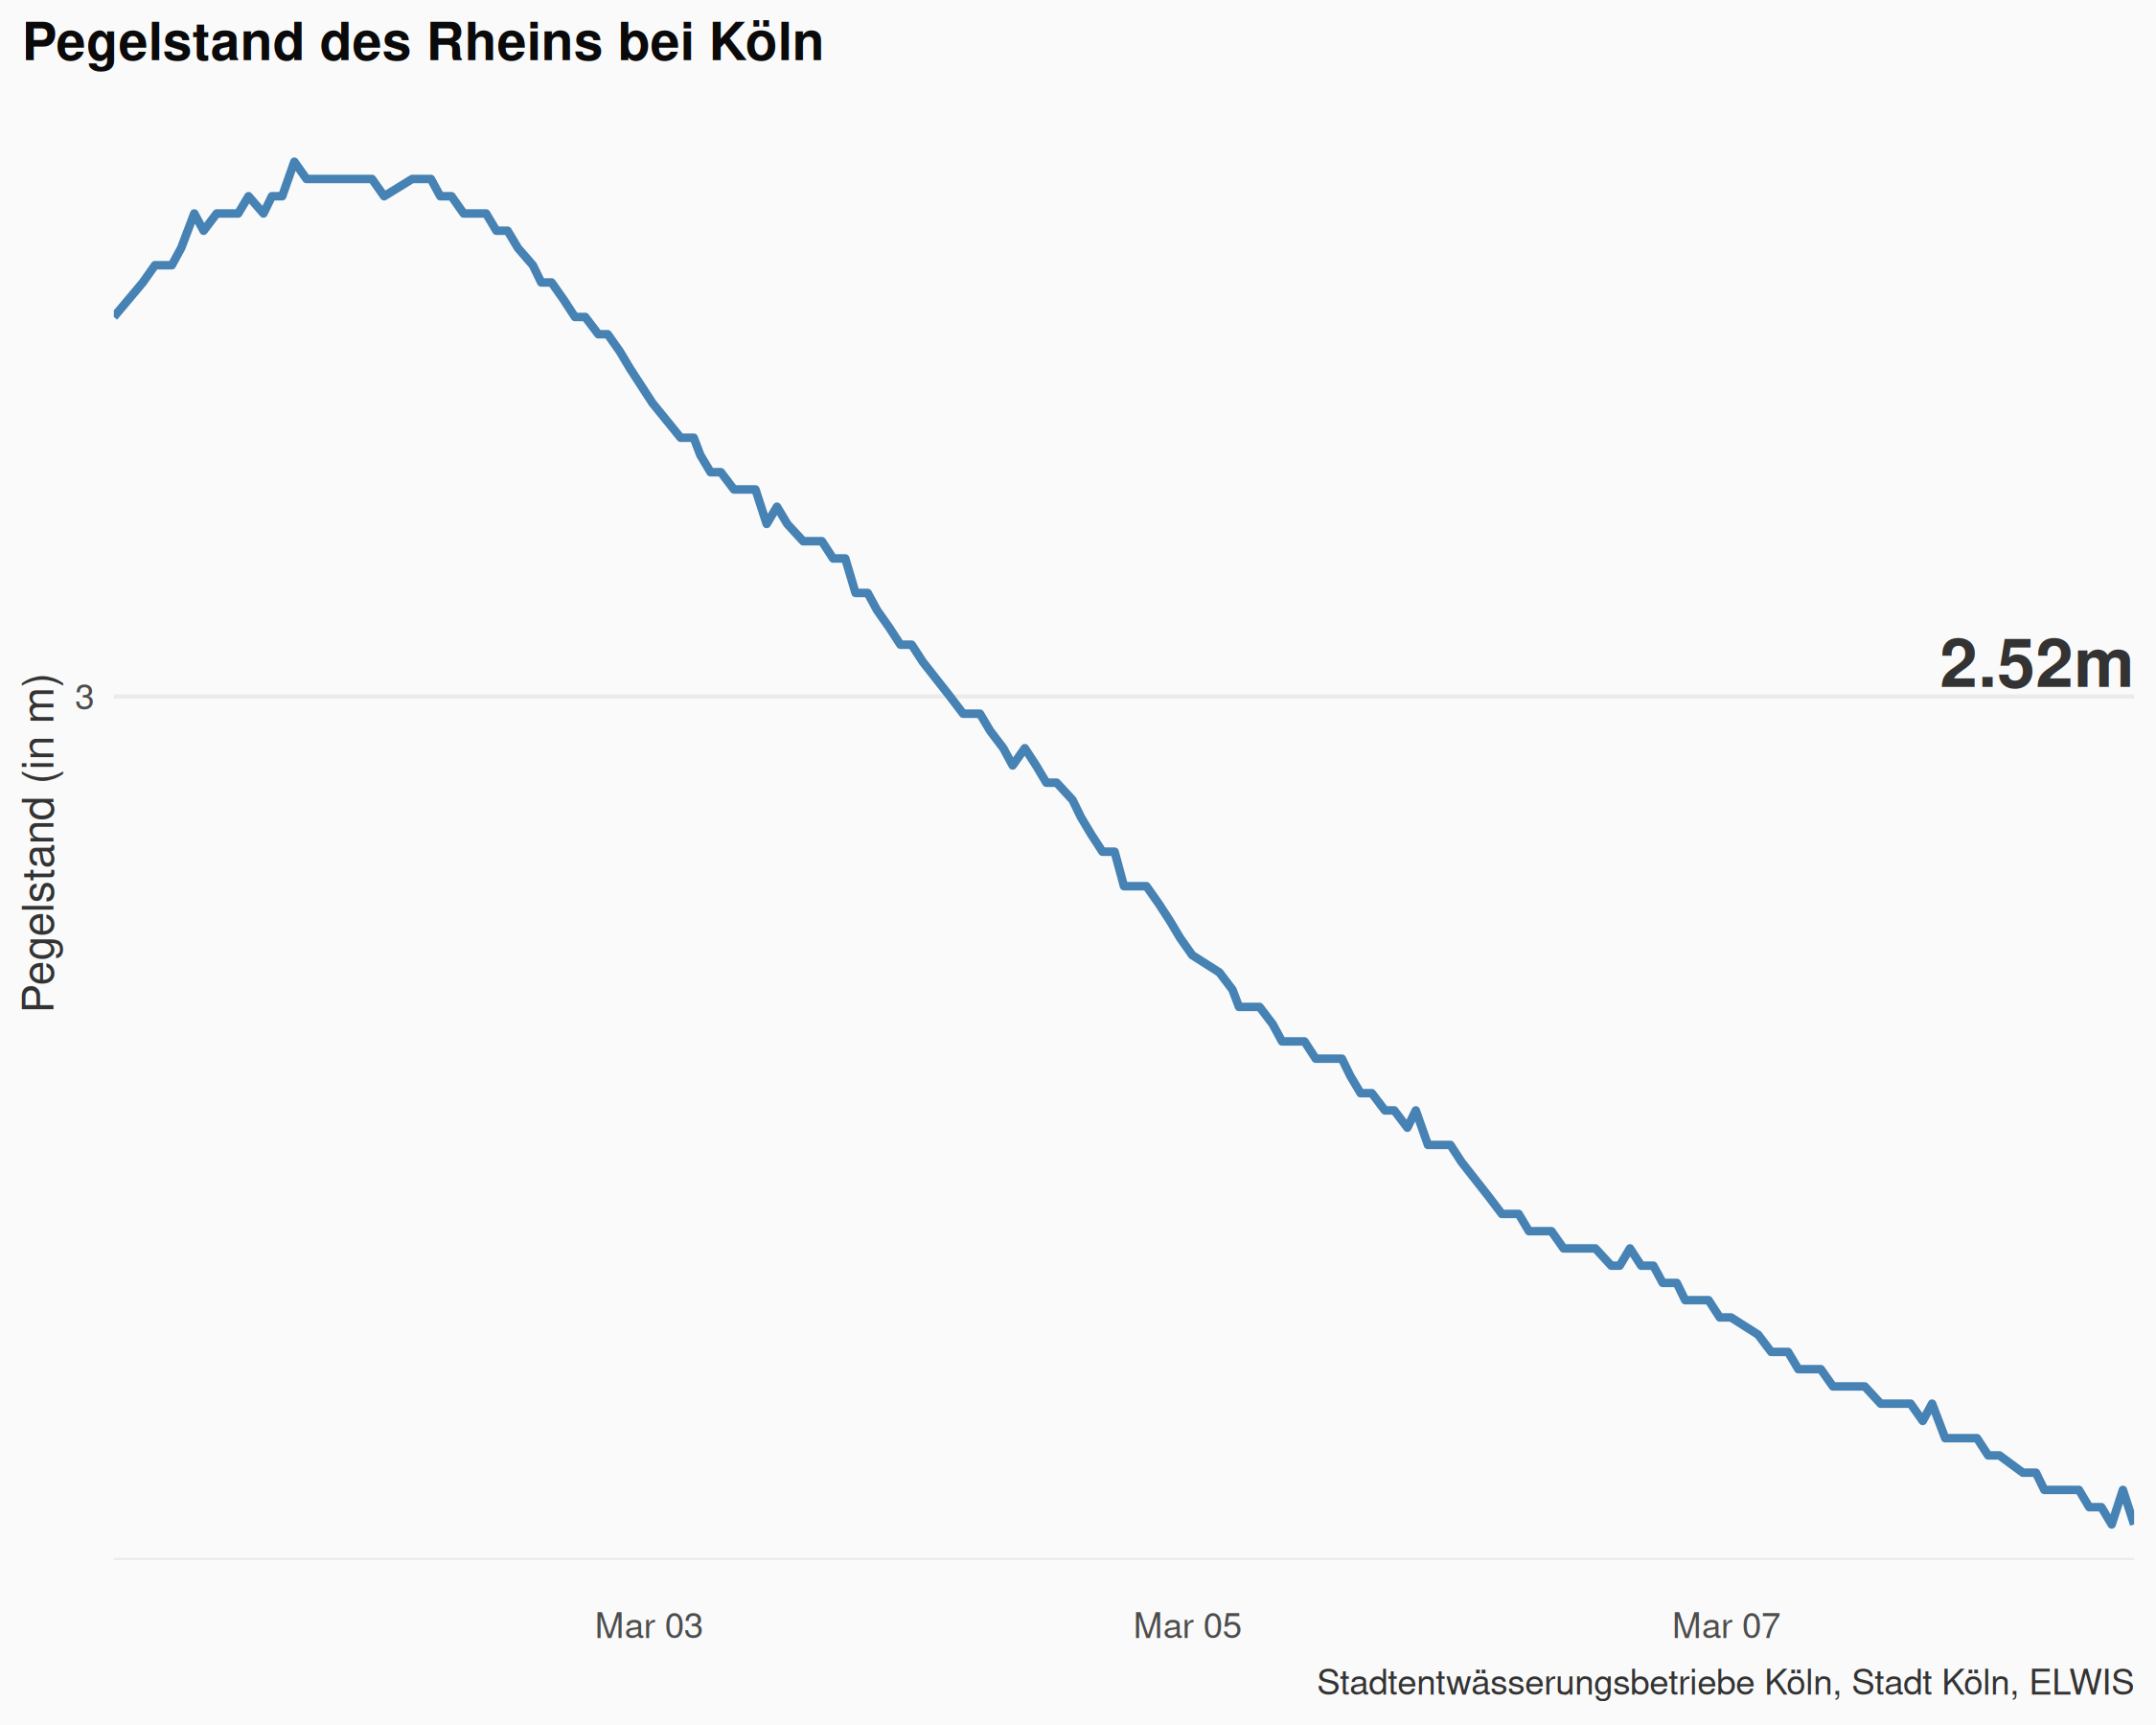 Pegelstand des Rheins bei Köln
2.52m
3
Pegelstand (in m)
Mar 03
Mar 05
Mar 07
Stadtentwässerungsbetriebe Köln, Stadt Köln, ELWIS